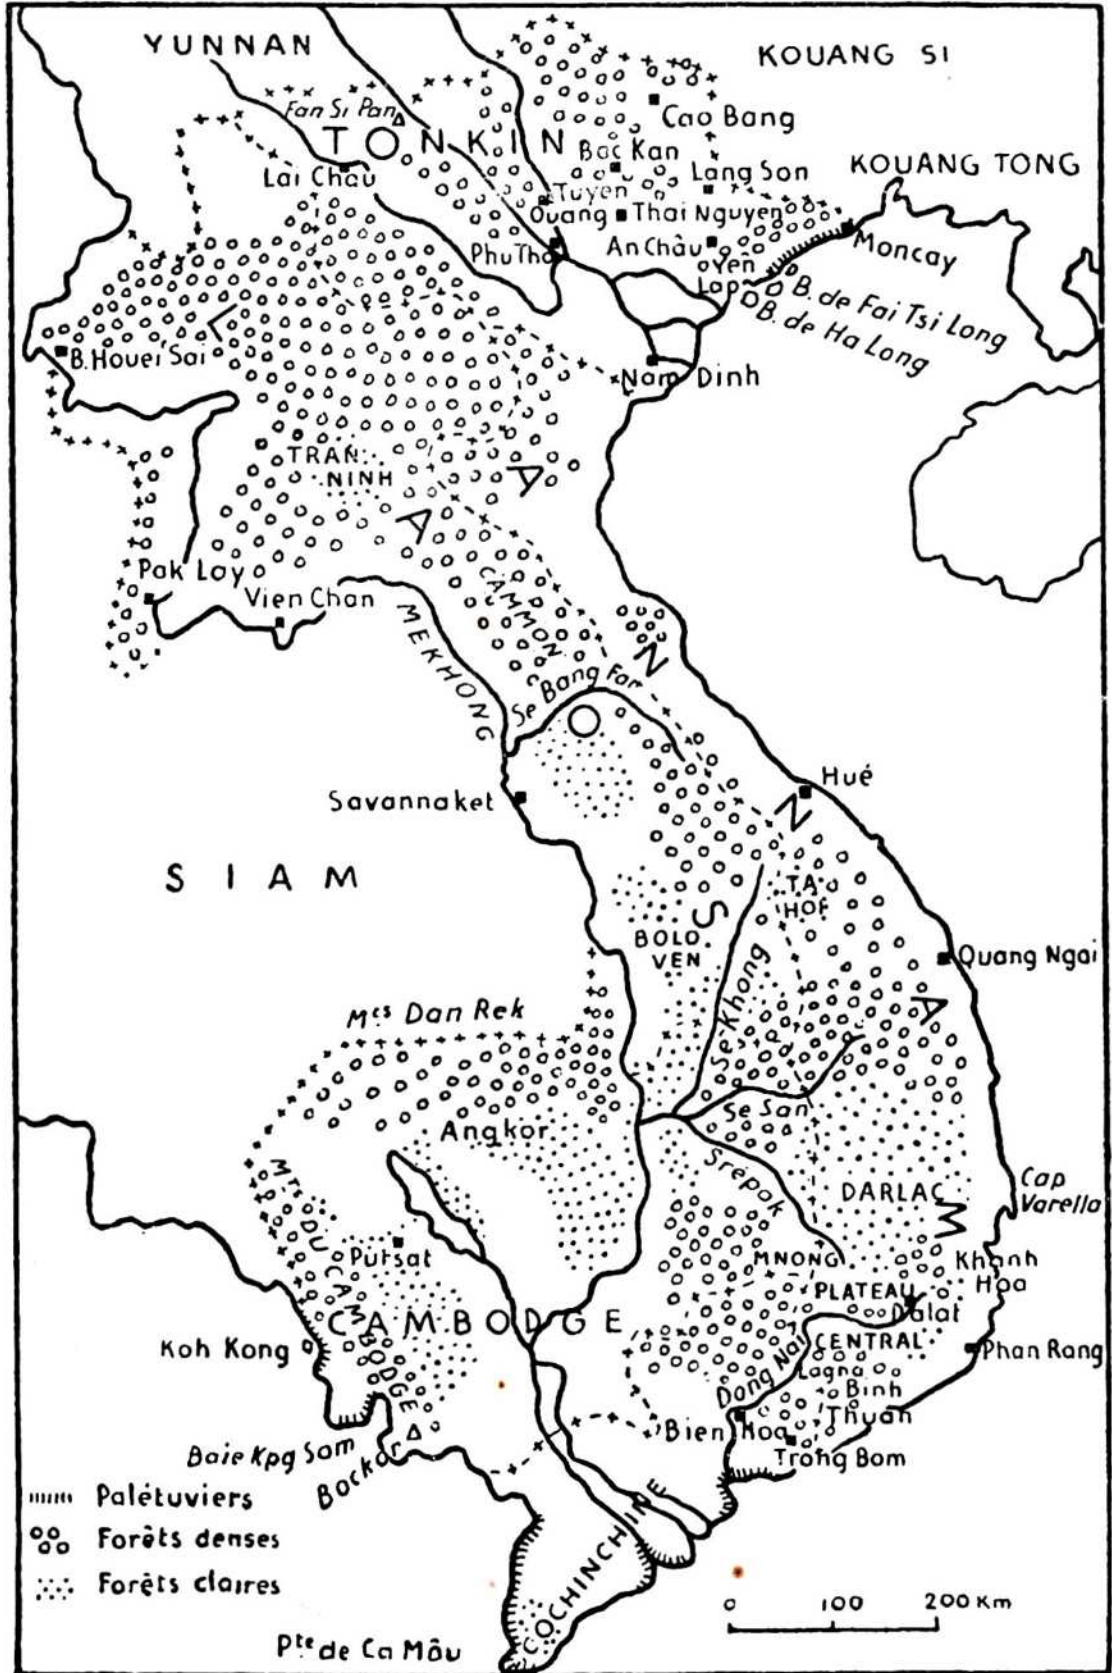 YUNNAN
KOUANG SI
Fan Si Pan
Cao Bang
TONKIN
Bac Kan
Lai Châu
Lang Son
KOUANG TONG
Tuyen
Quang
Thai Nguyen
Phu Tho
An Châu
Moncay
Yen
Lap
B. de Fai Tsi Long
B. de Ha Long
B. Houei Sai
Nam Dinh
TRAN
NINH
Pak Lay
Vien Chan
CAMMON
MEKHONG
Se Bang Fai
LAOS
ANNAM
Hué
Savannaket
SIAM
TA
HOI
BOLO
VEN
Quang Ngai
Se Khong
Mts Dan Rek
Se San
Angkor
Srépok
DARLAC
Cap
Varella
Mts DU CAMBODGE
Pursat
MNONG
Khanh
Hoa
PLATEAU
Dalat
CAMBODGE
CENTRAL
Koh Kong
Phan Rang
Dang Nai
Lagna
Binh
Thuan
Bien Hoa
Baie Kpg Som
Bockor
Trong Bom
COCHINCHINE
Palétuviers
Forêts denses
Forêts claires
0 100 200 Km
Pte de Ca Mâu